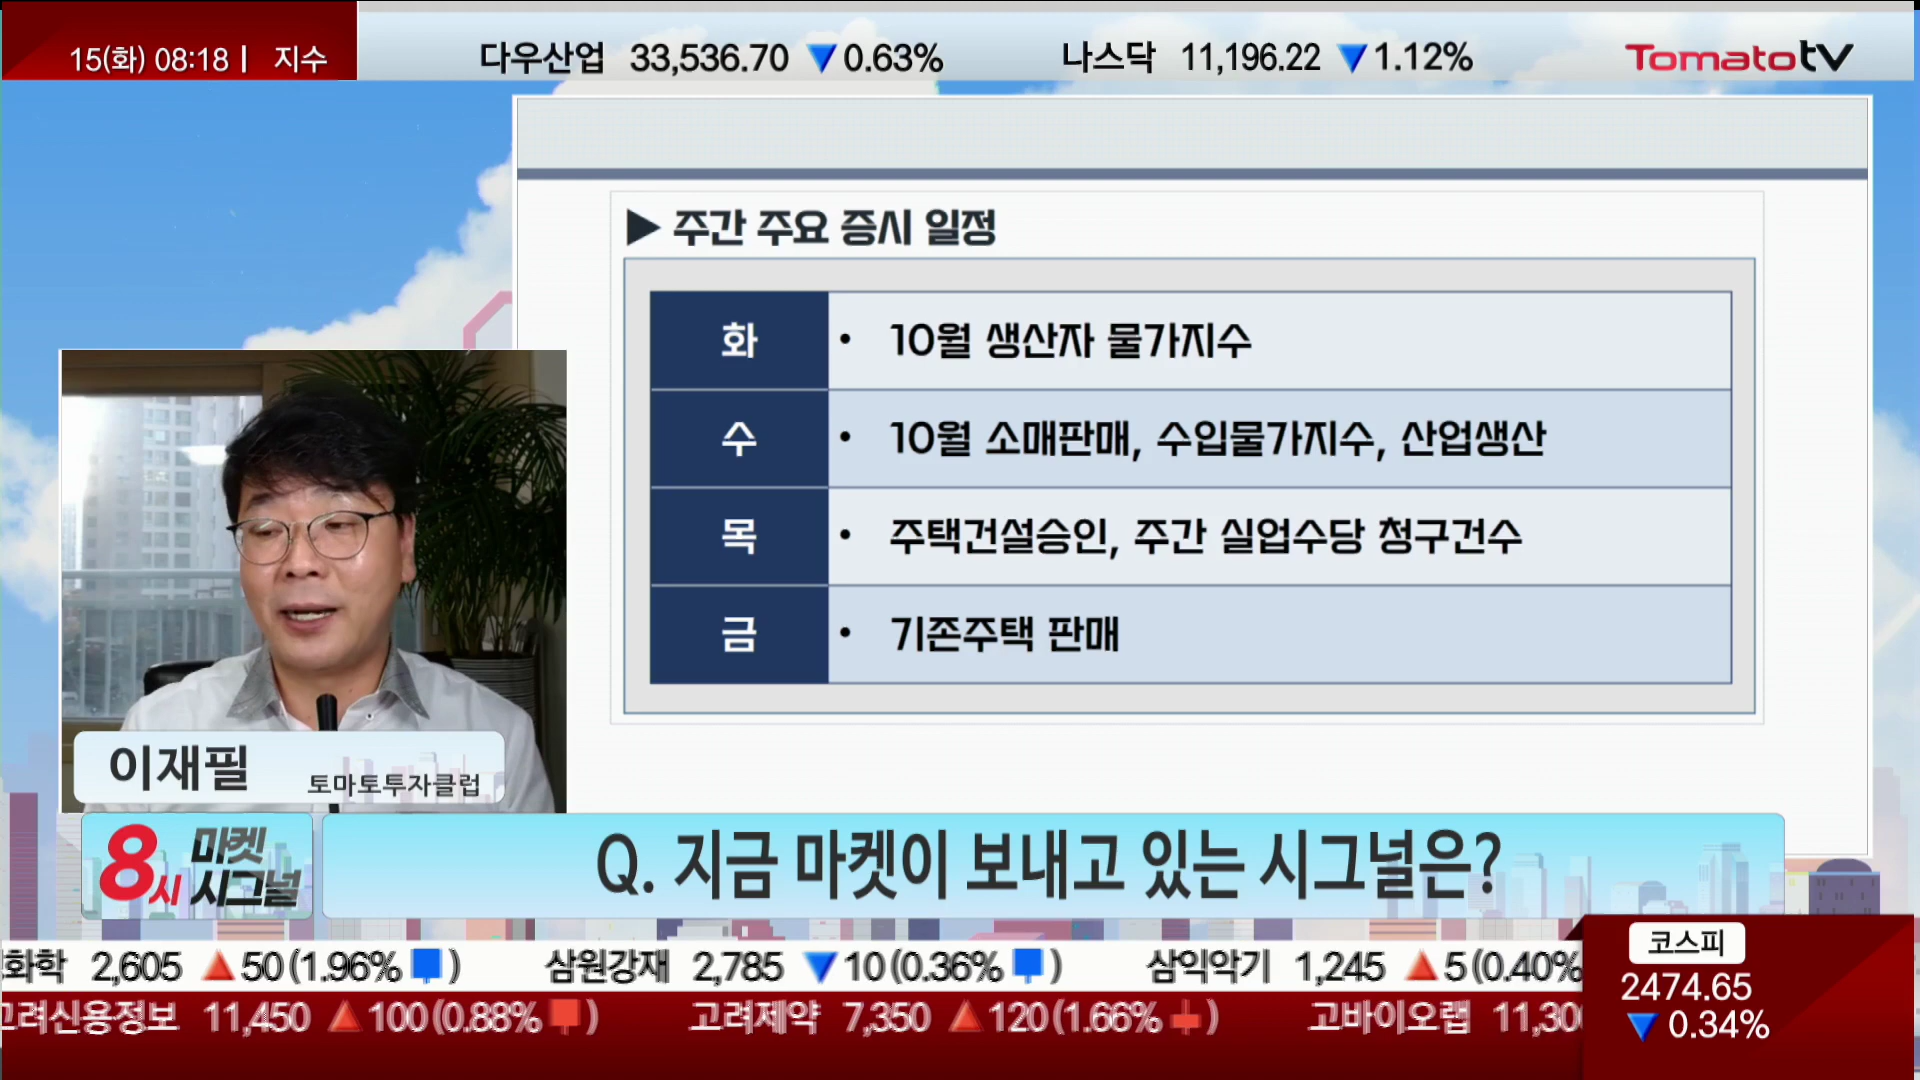 15(화) 08:18 | 지수 다우산업 33,536.70 ▼ 0.63% 나스닥 11,196.22 ▼ 1.12% Tomatotv
▶ 주간 주요 증시 일정
화 • 10월 생산자 물가지수
수 • 10월 소매판매, 수입물가지수, 산업생산
목 • 주택건설승인, 주간 실업수당 청구건수
금 • 기존주택 판매
이재필 토마토투자클럽
8시 마켓 시그널
Q. 지금 마켓이 보내고 있는 시그널은?
화학 2,605 ▲ 50 (1.96% ) 삼원강재 2,785 ▼ 10 (0.36% ) 삼익악기 1,245 ▲ 5 (0.40%
고려신용정보 11,450 ▲ 100 (0.88% ) 고려제약 7,350 ▲ 120 (1.66% ) 고바이오랩
코스피
2474.65
▼ 0.34%